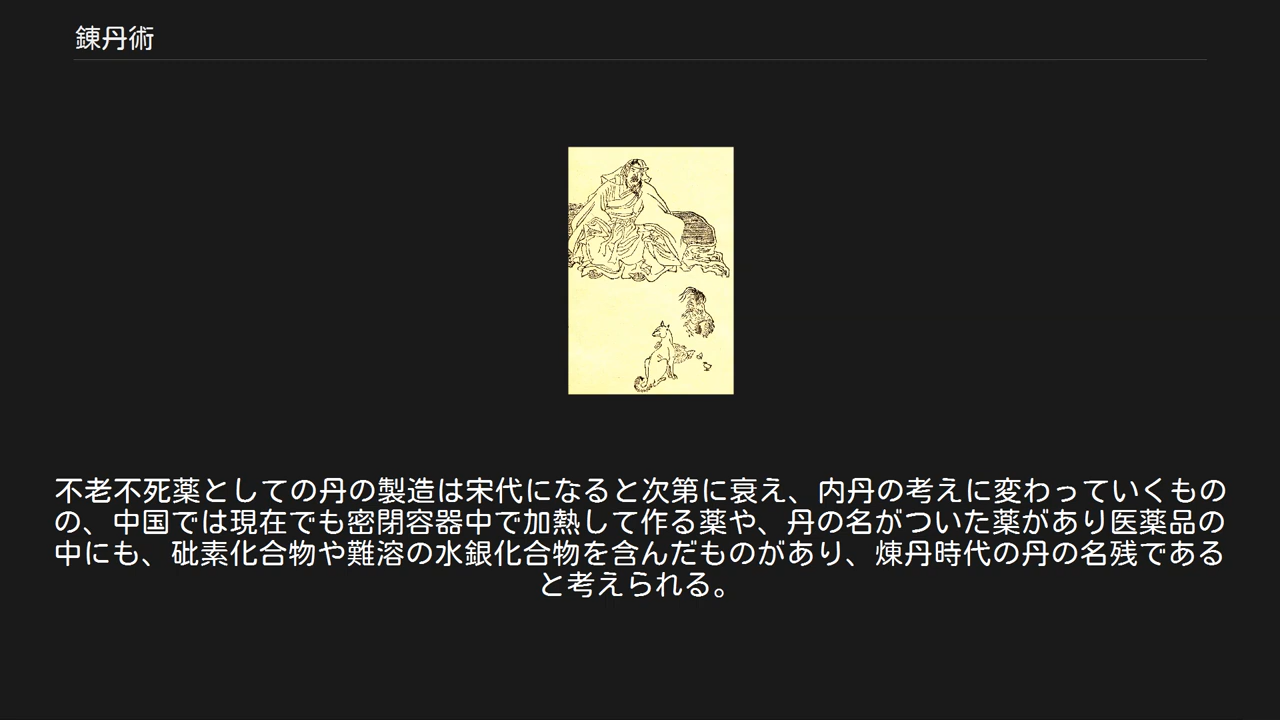 錬丹術
不老不死薬としての丹の製造は宋代になると次第に衰え、内丹の考えに変わっていくもの
の、中国では現在でも密閉容器中で加熱して作る薬や、丹の名がついた薬があり医薬品の
中にも、砒素化合物や難溶の水銀化合物を含んだものがあり、煉丹時代の丹の名残である
と考えられる。